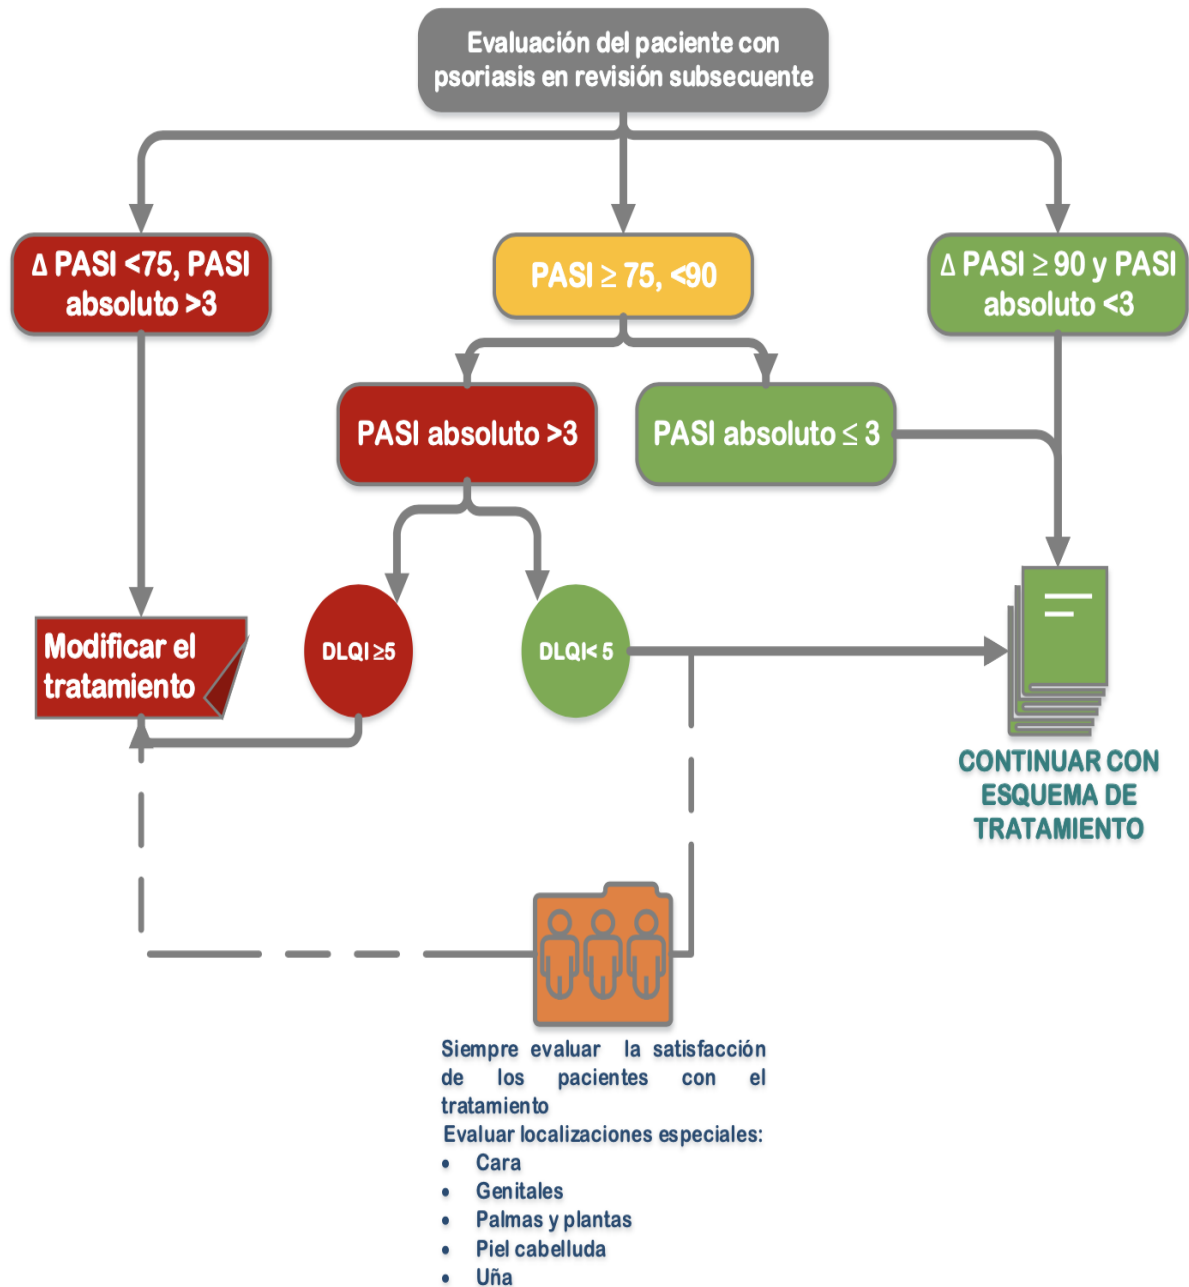 Evaluación del paciente con
psoriasis en revisión subsecuente
Δ PASI <75, PASI
absoluto >3
PASI ≥ 75, <90
Δ PASI ≥ 90 y PASI
absoluto <3
PASI absoluto >3
PASI absoluto ≤ 3
Modificar el
tratamiento
DLQI ≥5
DLQI< 5
CONTINUAR CON
ESQUEMA DE
TRATAMIENTO
Siempre evaluar la satisfacción
de los pacientes con el
tratamiento
Evaluar localizaciones especiales:
• Cara
• Genitales
• Palmas y plantas
• Piel cabelluda
• Uña